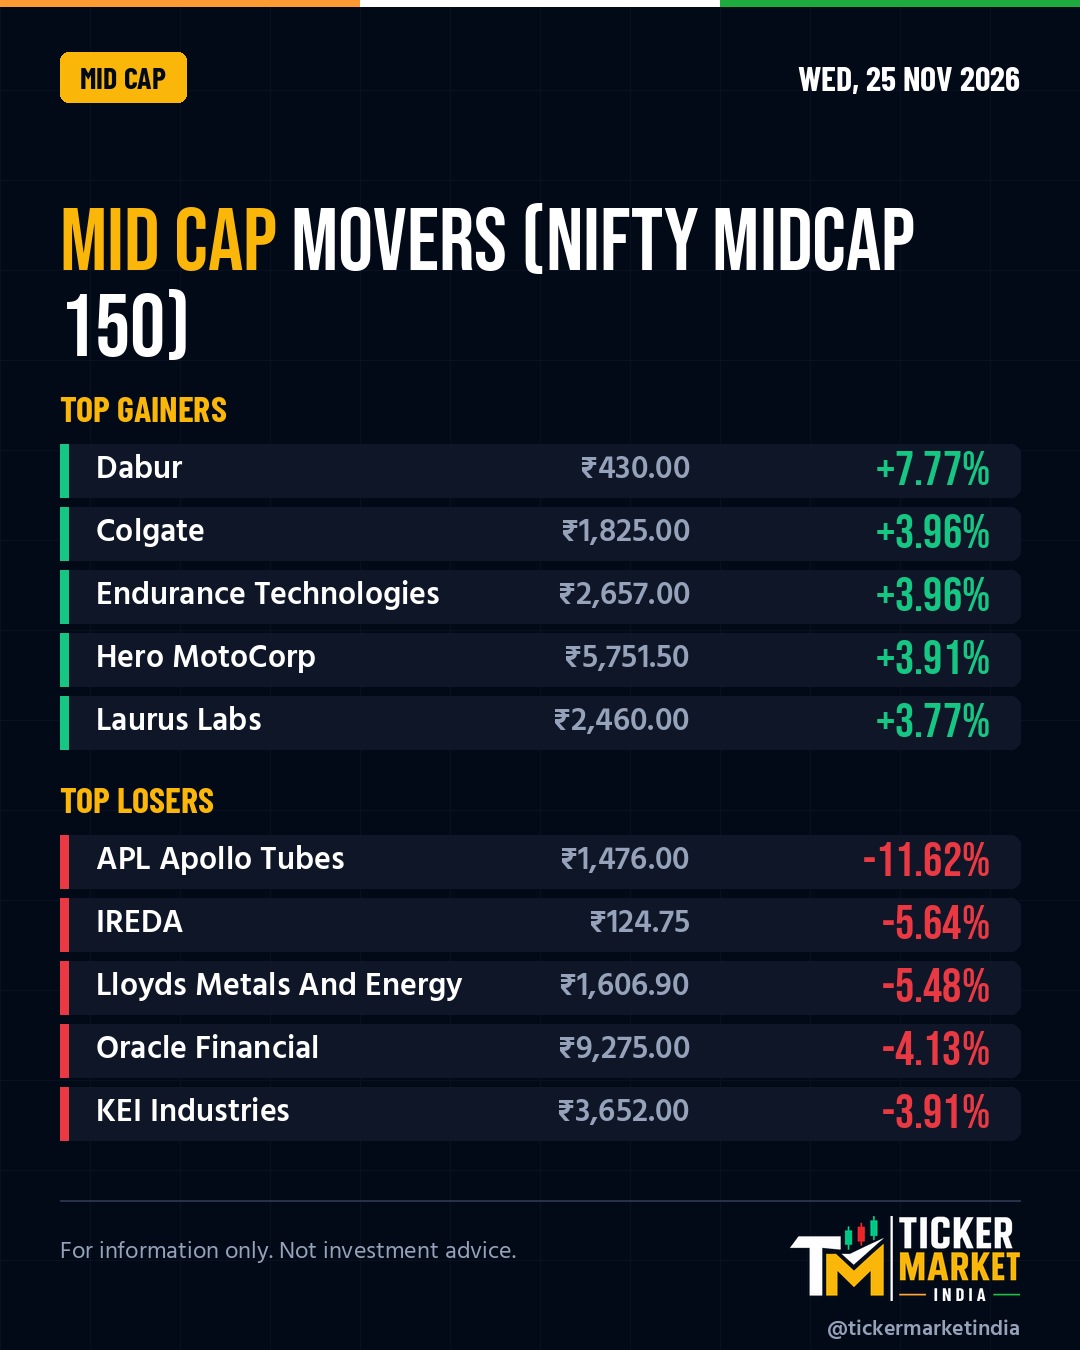 MID CAP
WED, 25 NOV 2026
MID CAP MOVERS (NIFTY MIDCAP
150)
TOP GAINERS
Dabur ₹430.00 +7.77%
Colgate ₹1,825.00 +3.96%
Endurance Technologies ₹2,657.00 +3.96%
Hero MotoCorp ₹5,751.50 +3.91%
Laurus Labs ₹2,460.00 +3.77%
TOP LOSERS
APL Apollo Tubes ₹1,476.00 -11.62%
IREDA ₹124.75 -5.64%
Lloyds Metals And Energy ₹1,606.90 -5.48%
Oracle Financial ₹9,275.00 -4.13%
KEI Industries ₹3,652.00 -3.91%
For information only. Not investment advice.
TM
TICKER
MARKET
INDIA
@tickermarketindia